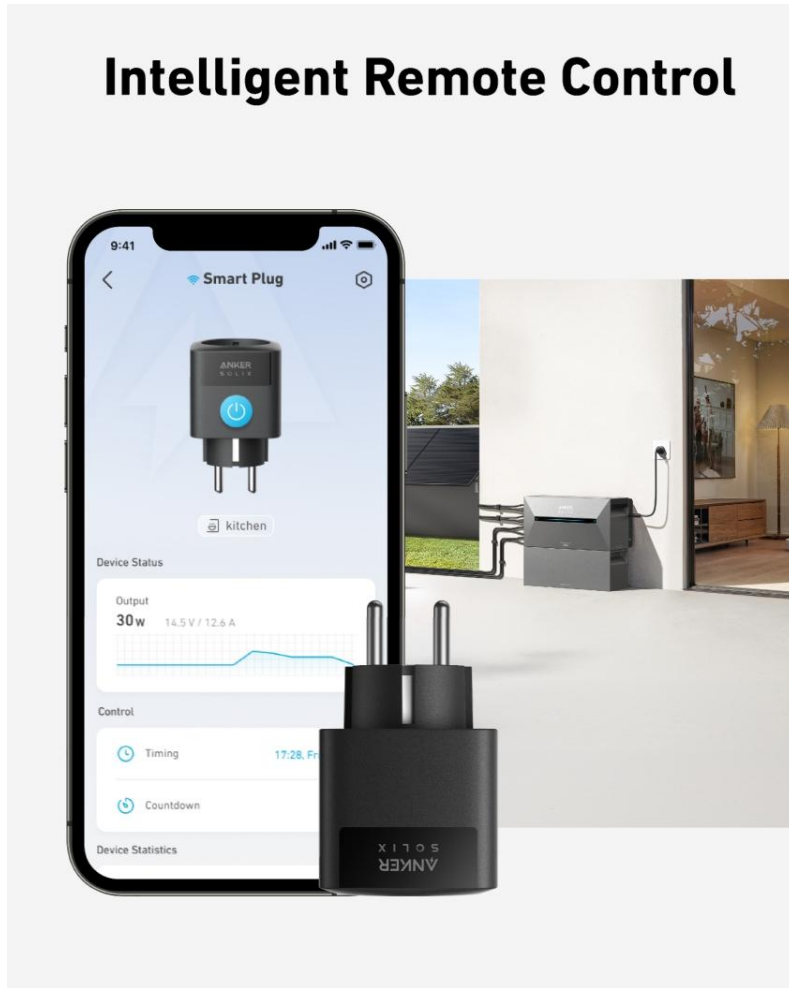 Intelligent Remote Control
9:41
Smart Plug
ANKER
SOLIX
kitchen
Device Status
Output
30W 14.5 V / 12.6 A
Control
Timing 17:28, Fr
Countdown
Device Statistics
ANKER
SOLIX